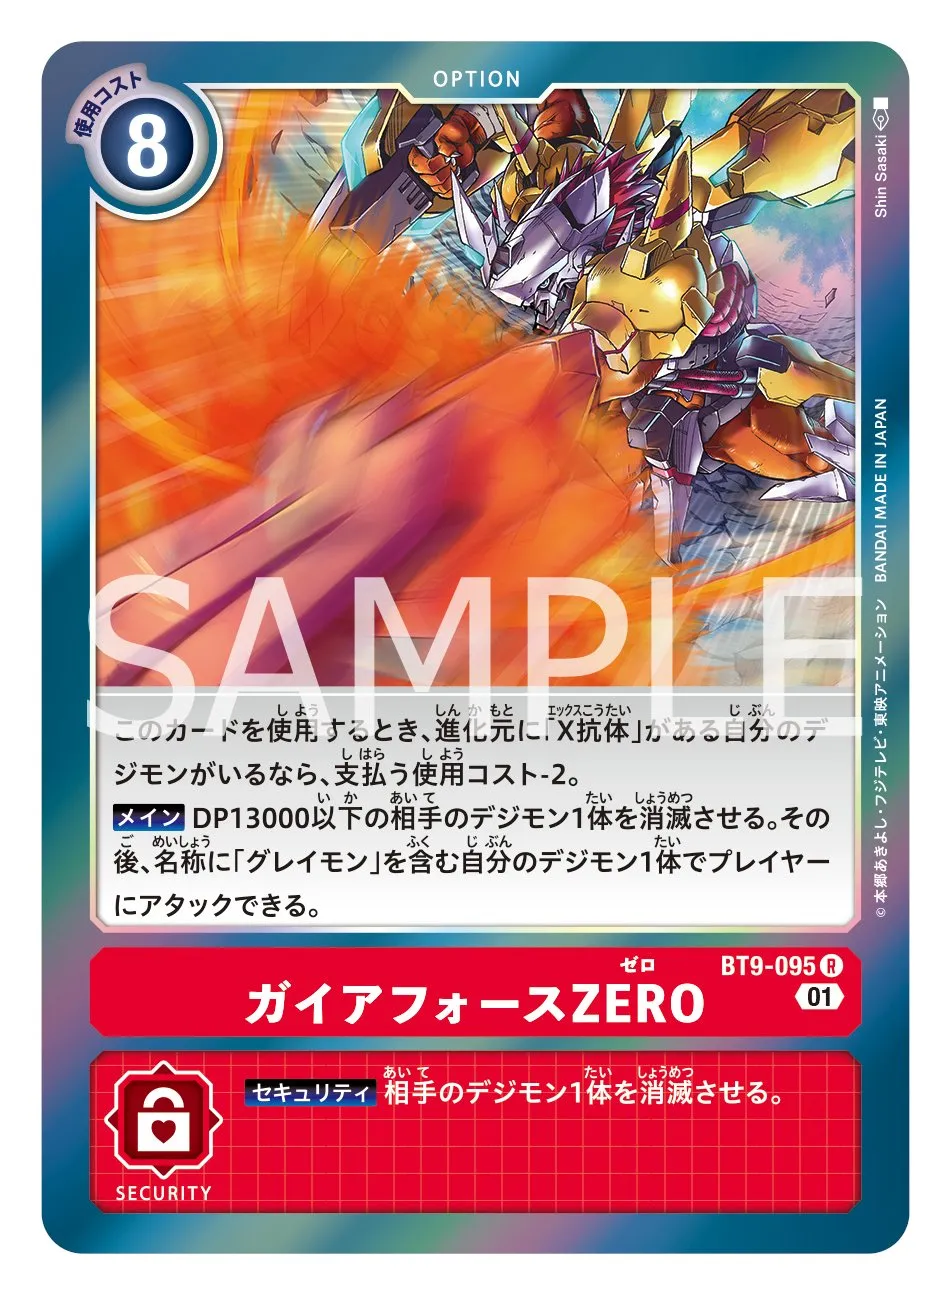 OPTION
使用コスト
8
Shin Sasaki
BANDAI MADE IN JAPAN
©本郷あきよし・フジテレビ・東映アニメーション
SAMPLE
このカードを使用するとき、進化元に「X抗体」がある自分のデ
ジモンがいるなら、支払う使用コスト-2。
メイン DP13000以下の相手のデジモン1体を消滅させる。その
後、名称に「グレイモン」を含む自分のデジモン1体でプレイヤー
にアタックできる。
BT9-095 R
ガイアフォースZERO
ゼロ
01
セキュリティ 相手のデジモン1体を消滅させる。
SECURITY